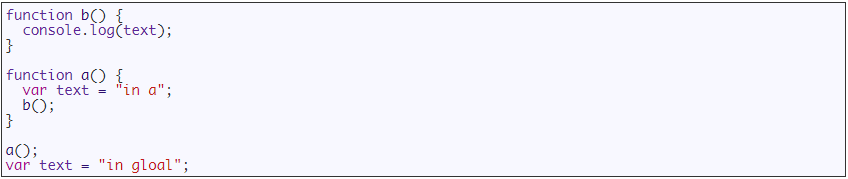 function b() {
  console.log(text);
}

function a() {
  var text = "in a";
  b();
}

a();
var text = "in gloal";